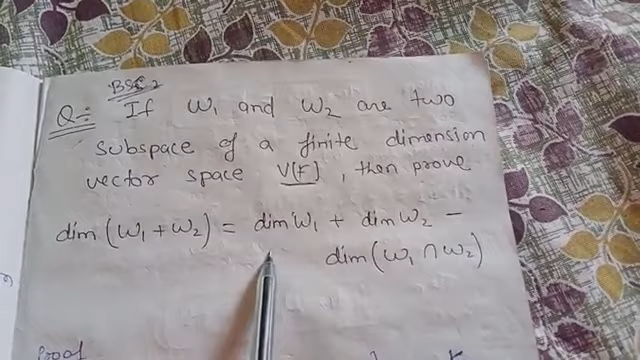 BSC 2
Q÷ If W₁ and W₂ are two
subspace of a finite dimension
vector space V(F), then prove
dim (W₁ + W₂) = dim W₁ + dim W₂ –
dim (W₁ ∩ W₂)
Proof